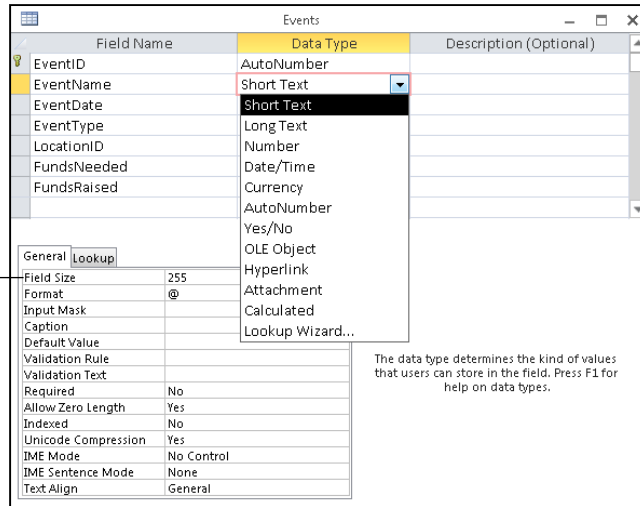 Events
Field Name Data Type Description (Optional)
EventID AutoNumber
EventName Short Text
EventDate Short Text
EventType Long Text
LocationID Number
FundsNeeded Date/Time
FundsRaised Currency
AutoNumber
Yes/No
OLE Object
Hyperlink
Attachment
Calculated
Lookup Wizard...
General Lookup
Field Size 255
Format @
Input Mask
Caption
Default Value
Validation Rule
Validation Text
Required No
Allow Zero Length Yes
Indexed No
Unicode Compression Yes
IME Mode No Control
IME Sentence Mode None
Text Align General
The data type determines the kind of values
that users can store in the field. Press F1 for
help on data types.